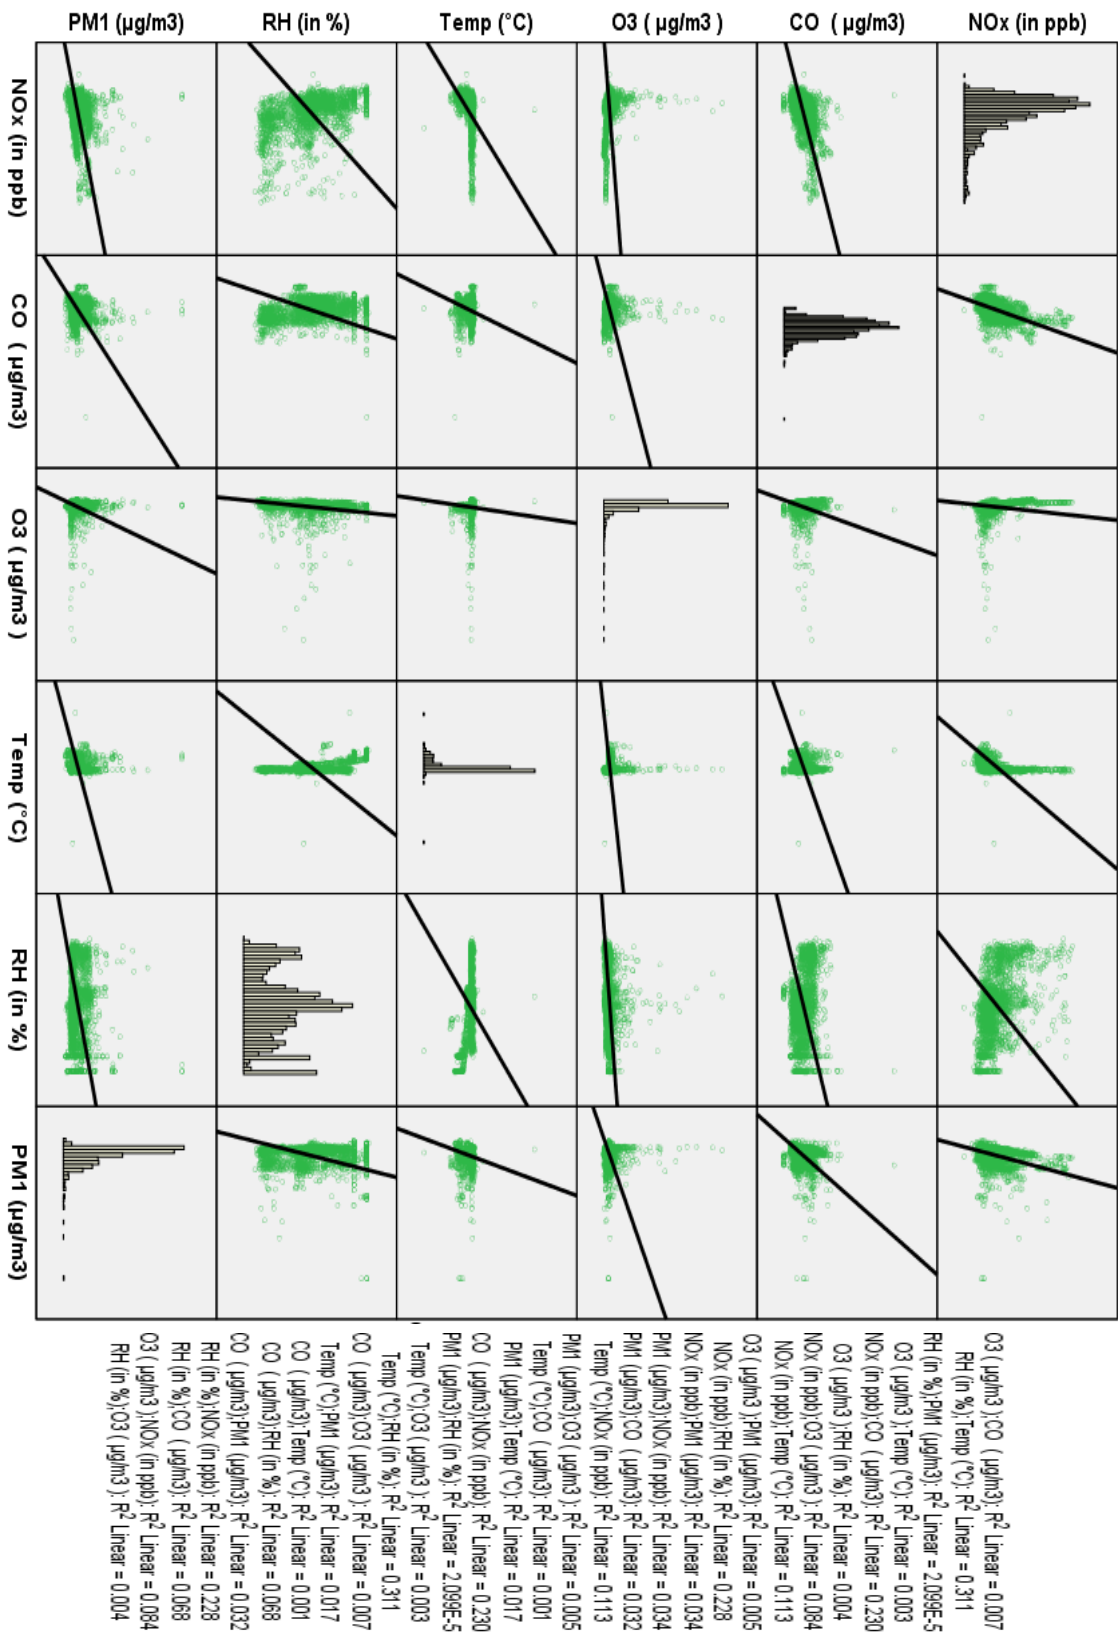 PM1 (µg/m3)
RH (in %)
Temp (°C)
O3 ( µg/m3 )
CO ( µg/m3)
NOx (in ppb)
NOx (in ppb)
CO ( µg/m3)
O3 ( µg/m3 )
Temp (°C)
RH (in %)
PM1 (µg/m3)
O3 ( µg/m3 );CO ( µg/m3); R² Linear = 0.007
RH (in %);Temp (°C); R² Linear = 0.311
RH (in %);PM1 (µg/m3); R² Linear = 2.099E-5
O3 ( µg/m3 );Temp (°C); R² Linear = 0.003
NOx (in ppb);CO ( µg/m3); R² Linear = 0.230
O3 ( µg/m3 );RH (in %); R² Linear = 0.004
NOx (in ppb);O3 ( µg/m3 ); R² Linear = 0.084
NOx (in ppb);Temp (°C); R² Linear = 0.113
O3 ( µg/m3 );PM1 (µg/m3); R² Linear = 0.005
NOx (in ppb);RH (in %); R² Linear = 0.228
NOx (in ppb);PM1 (µg/m3); R² Linear = 0.034
PM1 (µg/m3);NOx (in ppb); R² Linear = 0.034
PM1 (µg/m3);CO ( µg/m3); R² Linear = 0.032
Temp (°C);NOx (in ppb); R² Linear = 0.113
PM1 (µg/m3);O3 ( µg/m3 ); R² Linear = 0.005
Temp (°C);CO ( µg/m3); R² Linear = 0.001
PM1 (µg/m3);Temp (°C); R² Linear = 0.017
CO ( µg/m3);NOx (in ppb); R² Linear = 0.230
PM1 (µg/m3);RH (in %); R² Linear = 2.099E-5
Temp (°C);O3 ( µg/m3 ); R² Linear = 0.003
Temp (°C);RH (in %); R² Linear = 0.311
CO ( µg/m3);O3 ( µg/m3 ); R² Linear = 0.007
Temp (°C);PM1 (µg/m3); R² Linear = 0.017
CO ( µg/m3);Temp (°C); R² Linear = 0.001
CO ( µg/m3);RH (in %); R² Linear = 0.068
CO ( µg/m3);PM1 (µg/m3); R² Linear = 0.032
RH (in %);NOx (in ppb); R² Linear = 0.228
RH (in %);CO ( µg/m3); R² Linear = 0.068
O3 ( µg/m3 );NOx (in ppb); R² Linear = 0.084
RH (in %);O3 ( µg/m3 ); R² Linear = 0.004